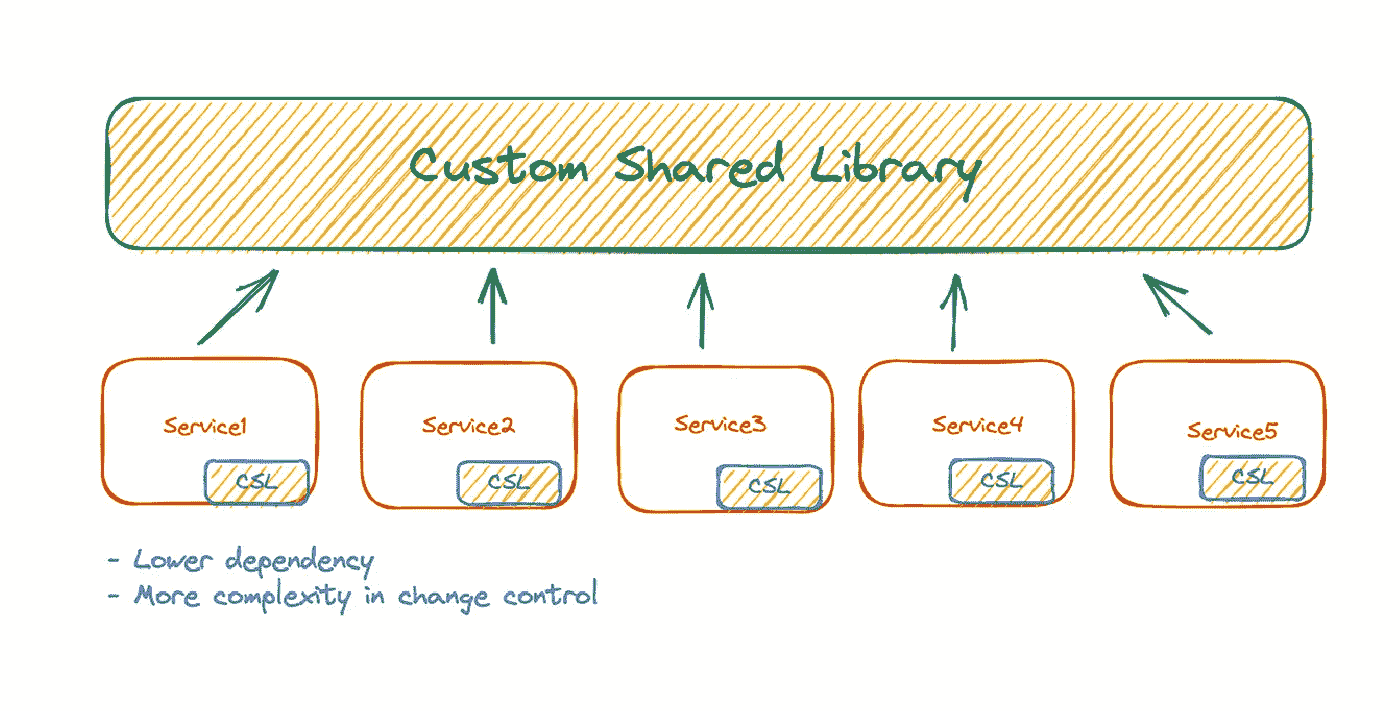 Custom Shared Library
Service1
Service2
Service3
Service4
Service5
CSL
CSL
CSL
CSL
CSL
- Lower dependency
- More complexity in change control